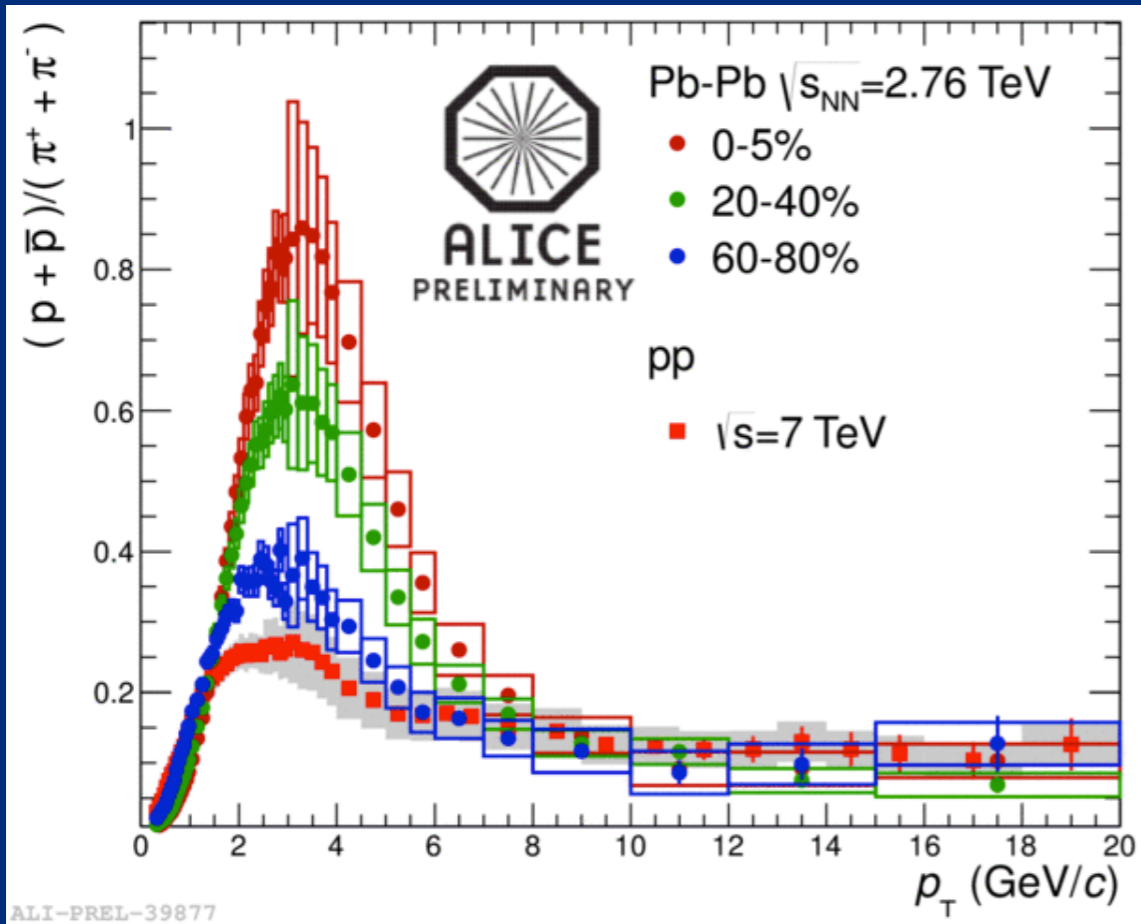 (p + p̅)/(π⁺ + π⁻)
1
0.8
0.6
0.4
0.2
ALICE
PRELIMINARY
Pb-Pb √sNN=2.76 TeV
0-5%
20-40%
60-80%
pp
√s=7 TeV
0 2 4 6 8 10 12 14 16 18 20
pT (GeV/c)
ALI-PREL-39877